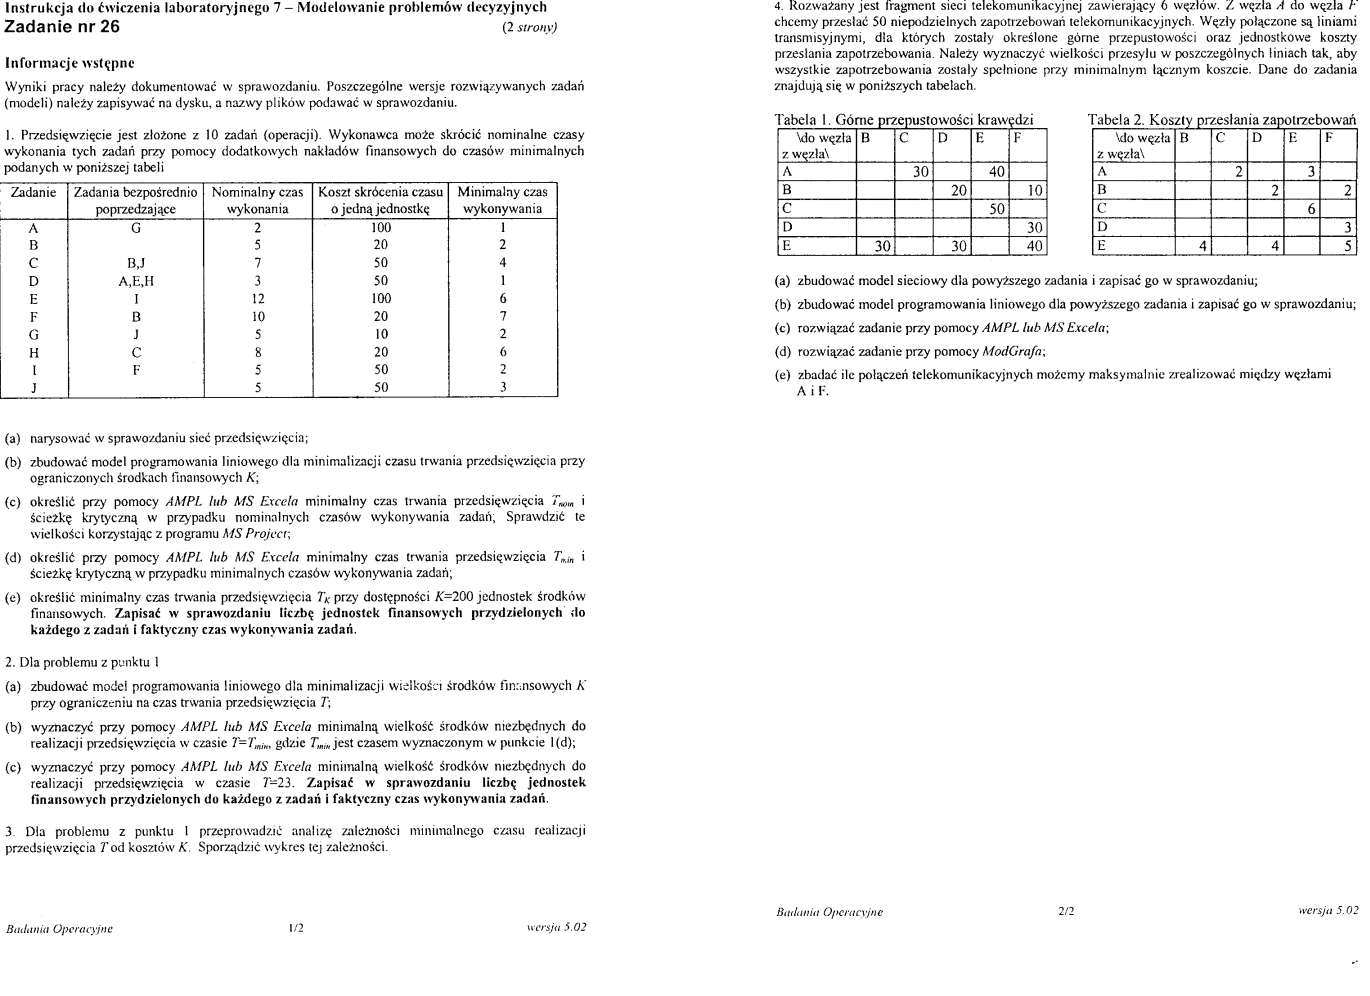 Instrukcja do ćwiczenia laboratoryjnego 7 – Modelowanie problemów decyzyjnych
Zadanie nr 26 (2 strony)
Informacje wstępne
Wyniki pracy należy dokumentować w sprawozdaniu. Poszczególne wersje rozwiązywanych zadań
(modeli) należy zapisywać na dysku, a nazwy plików podawać w sprawozdaniu.
1. Przedsięwzięcie jest złożone z 10 zadań (operacji). Wykonawca może skrócić nominalne czasy
wykonania tych zadań przy pomocy dodatkowych nakładów finansowych do czasów minimalnych
podanych w poniższej tabeli
Zadanie | Zadania bezpośrednio | Nominalny czas | Koszt skrócenia czasu | Minimalny czas
poprzedzające | wykonania | o jedną jednostkę | wykonywania
A | G | 2 | 100 | 1
B | | 5 | 20 | 2
C | B,J | 7 | 50 | 4
D | A,E,H | 3 | 50 | 1
E | I | 12 | 100 | 6
F | B | 10 | 20 | 7
G | J | 5 | 10 | 2
H | C | 8 | 20 | 6
I | F | 5 | 50 | 2
J | | 5 | 50 | 3
(a) narysować w sprawozdaniu sieć przedsięwzięcia;
(b) zbudować model programowania liniowego dla minimalizacji czasu trwania przedsięwzięcia przy
ograniczonych środkach finansowych K;
(c) określić przy pomocy AMPL lub MS Excela minimalny czas trwania przedsięwzięcia Tnom i
ścieżkę krytyczną w przypadku nominalnych czasów wykonywania zadań; Sprawdzić te
wielkości korzystając z programu MS Project;
(d) określić przy pomocy AMPL lub MS Excela minimalny czas trwania przedsięwzięcia Tmin i
ścieżkę krytyczną w przypadku minimalnych czasów wykonywania zadań;
(e) określić minimalny czas trwania przedsięwzięcia TK przy dostępności K=200 jednostek środków
finansowych. Zapisać w sprawozdaniu liczbę jednostek finansowych przydzielonych do
każdego z zadań i faktyczny czas wykonywania zadań.
2. Dla problemu z punktu 1
(a) zbudować model programowania liniowego dla minimalizacji wielkości środków finansowych K
przy ograniczeniu na czas trwania przedsięwzięcia T;
(b) wyznaczyć przy pomocy AMPL lub MS Excela minimalną wielkość środków niezbędnych do
realizacji przedsięwzięcia w czasie T=Tmin, gdzie Tmin jest czasem wyznaczonym w punkcie 1(d);
(c) wyznaczyć przy pomocy AMPL lub MS Excela minimalną wielkość środków niezbędnych do
realizacji przedsięwzięcia w czasie T=23. Zapisać w sprawozdaniu liczbę jednostek
finansowych przydzielonych do każdego z zadań i faktyczny czas wykonywania zadań.
3. Dla problemu z punktu 1 przeprowadzić analizę zależności minimalnego czasu realizacji
przedsięwzięcia T od kosztów K. Sporządzić wykres tej zależności.
Badania Operacyjne 1/2 wersja 5.02
4. Rozważany jest fragment sieci telekomunikacyjnej zawierający 6 węzłów. Z węzła A do węzła F
chcemy przesłać 50 niepodzielnych zapotrzebowań telekomunikacyjnych. Węzły połączone są liniami
transmisyjnymi, dla których zostały określone górne przepustowości oraz jednostkowe koszty
przesłania zapotrzebowania. Należy wyznaczyć wielkości przesyłu w poszczególnych liniach tak, aby
wszystkie zapotrzebowania zostały spełnione przy minimalnym łącznym koszcie. Dane do zadania
znajdują się w poniższych tabelach.
Tabela 1. Górne przepustowości krawędzi
\do węzła | B | C | D | E | F
z węzła\
A | | 30 | | 40 |
B | | | 20 | | 10
C | | | | 50 |
D | | | | | 30
E | 30 | | 30 | | 40
Tabela 2. Koszty przesłania zapotrzebowań
\do węzła | B | C | D | E | F
z węzła\
A | | 2 | | 3 |
B | | | 2 | | 2
C | | | | 6 |
D | | | | | 3
E | 4 | | 4 | | 5
(a) zbudować model sieciowy dla powyższego zadania i zapisać go w sprawozdaniu;
(b) zbudować model programowania liniowego dla powyższego zadania i zapisać go w sprawozdaniu;
(c) rozwiązać zadanie przy pomocy AMPL lub MS Excela;
(d) rozwiązać zadanie przy pomocy ModGrafa;
(e) zbadać ile połączeń telekomunikacyjnych możemy maksymalnie zrealizować między węzłami
A i F.
Badania Operacyjne 2/2 wersja 5.02